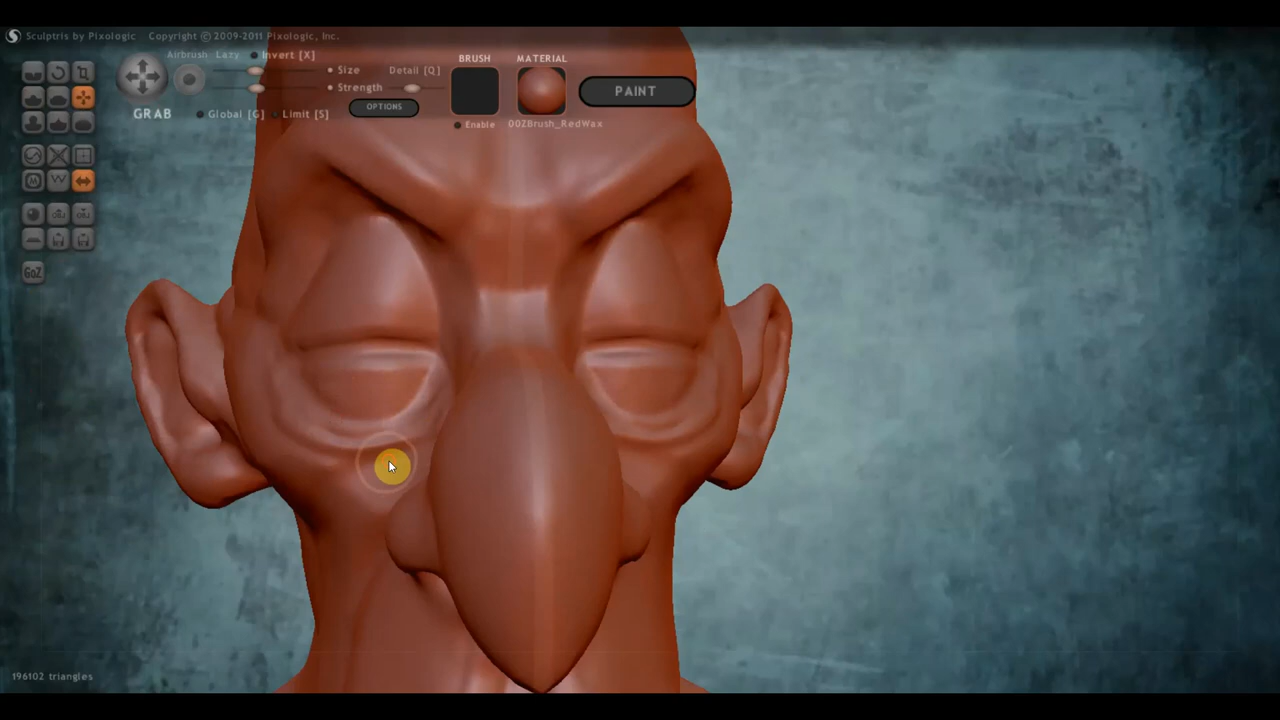 Sculptris by Pixologic Copyright © 2009-2011 Pixologic, Inc.
Airbrush Lazy Invert [X]
Size Detail [Q]
Strength
OPTIONS
GRAB Global [G] Limit [S]
BRUSH MATERIAL
PAINT
Enable 00ZBrush_RedWax
GoZ
196102 triangles